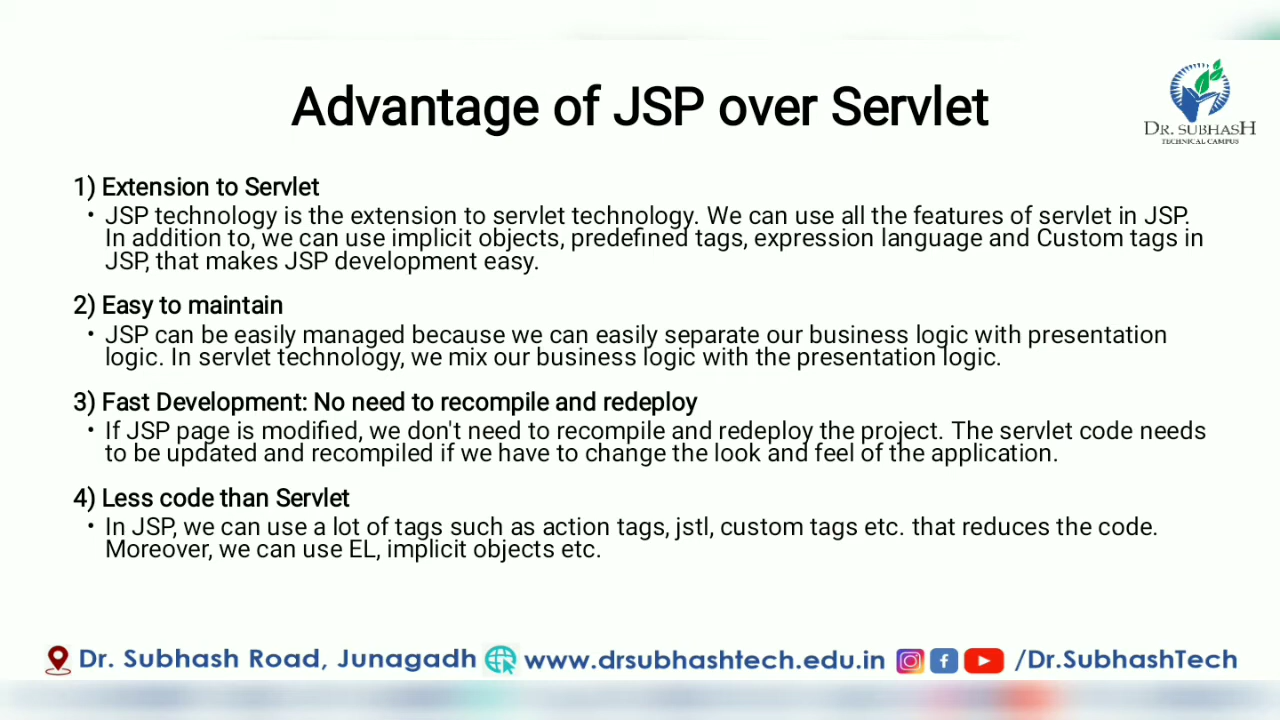 Advantage of JSP over Servlet
DR. SUBHASH
TECHNICAL CAMPUS
1) Extension to Servlet
• JSP technology is the extension to servlet technology. We can use all the features of servlet in JSP.
In addition to, we can use implicit objects, predefined tags, expression language and Custom tags in
JSP, that makes JSP development easy.
2) Easy to maintain
• JSP can be easily managed because we can easily separate our business logic with presentation
logic. In servlet technology, we mix our business logic with the presentation logic.
3) Fast Development: No need to recompile and redeploy
• If JSP page is modified, we don't need to recompile and redeploy the project. The servlet code needs
to be updated and recompiled if we have to change the look and feel of the application.
4) Less code than Servlet
• In JSP, we can use a lot of tags such as action tags, jstl, custom tags etc. that reduces the code.
Moreover, we can use EL, implicit objects etc.
Dr. Subhash Road, Junagadh www.drsubhashtech.edu.in /Dr.SubhashTech